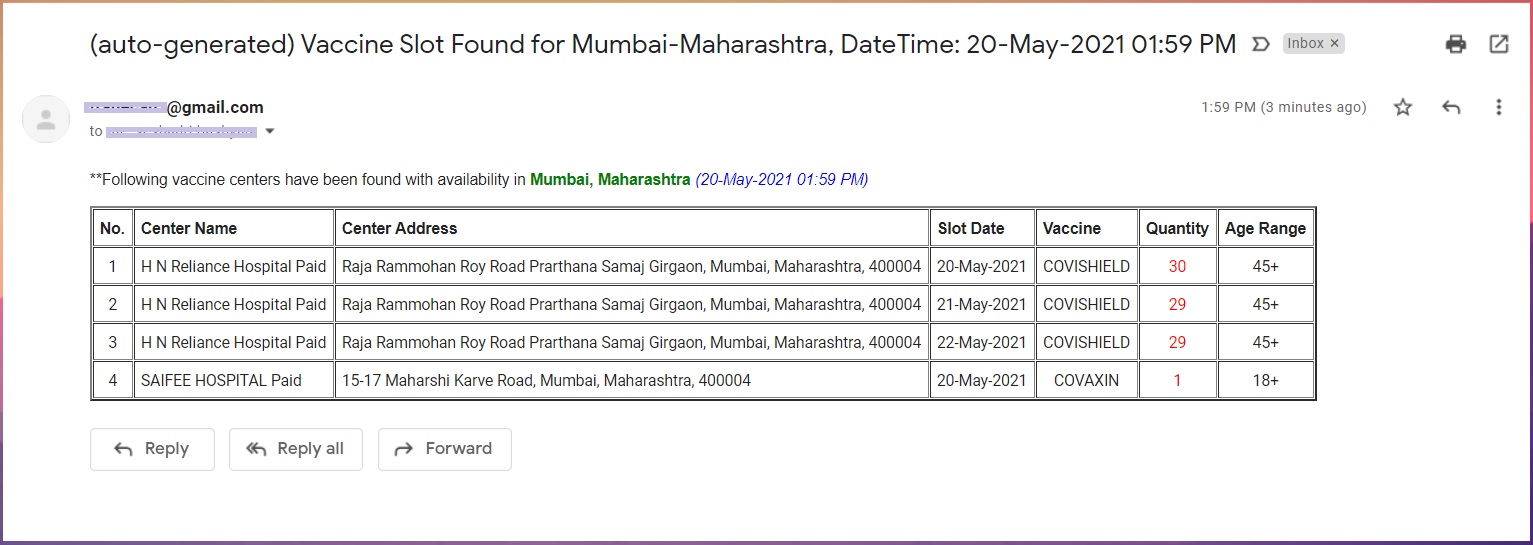 (auto-generated) Vaccine Slot Found for Mumbai-Maharashtra, DateTime: 20-May-2021 01:59 PM Inbox ×
@gmail.com 1:59 PM (3 minutes ago)
to
**Following vaccine centers have been found with availability in Mumbai, Maharashtra (20-May-2021 01:59 PM)
No. Center Name Center Address Slot Date Vaccine Quantity Age Range
1 H N Reliance Hospital Paid Raja Rammohan Roy Road Prarthana Samaj Girgaon, Mumbai, Maharashtra, 400004 20-May-2021 COVISHIELD 30 45+
2 H N Reliance Hospital Paid Raja Rammohan Roy Road Prarthana Samaj Girgaon, Mumbai, Maharashtra, 400004 21-May-2021 COVISHIELD 29 45+
3 H N Reliance Hospital Paid Raja Rammohan Roy Road Prarthana Samaj Girgaon, Mumbai, Maharashtra, 400004 22-May-2021 COVISHIELD 29 45+
4 SAIFEE HOSPITAL Paid 15-17 Maharshi Karve Road, Mumbai, Maharashtra, 400004 20-May-2021 COVAXIN 1 18+
Reply Reply all Forward